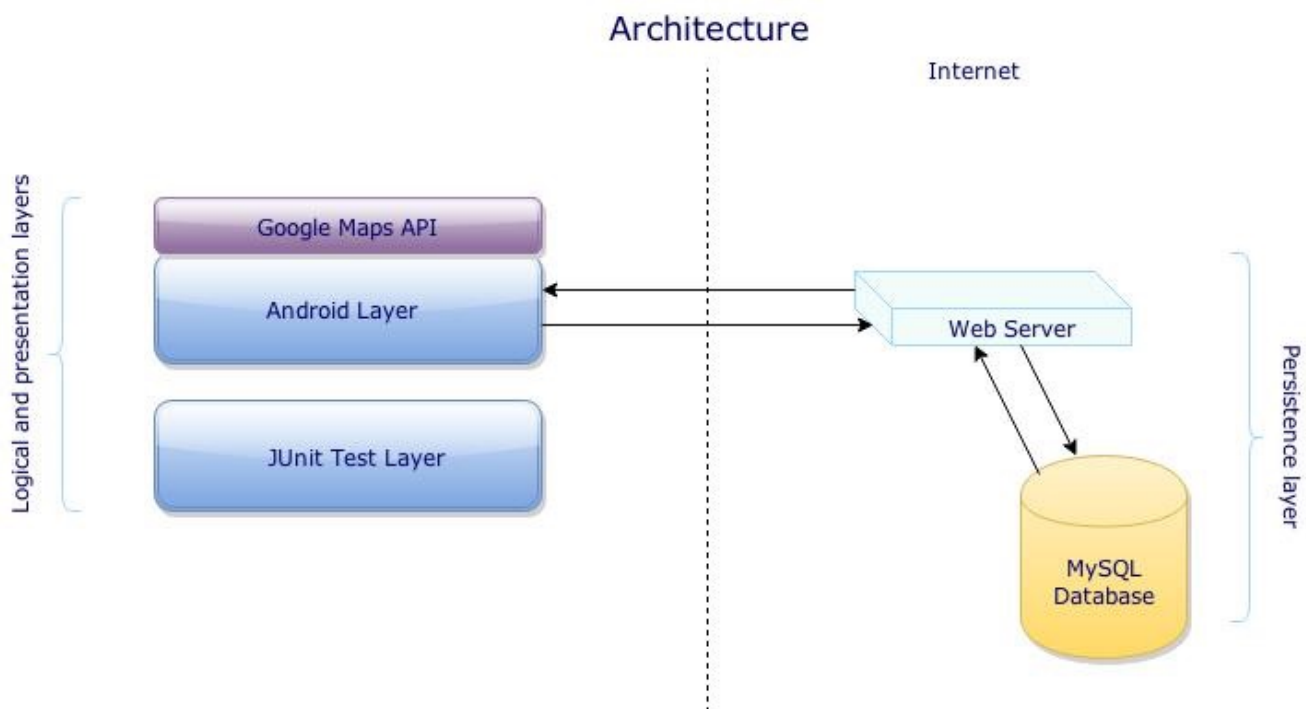 Architecture
Internet
Logical and presentation layers
Google Maps API
Android Layer
JUnit Test Layer
Web Server
MySQL
Database
Persistence layer